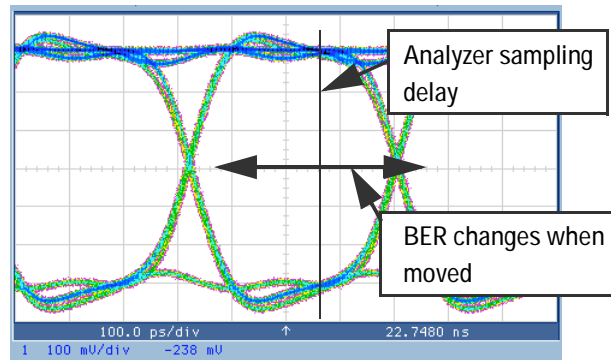 Analyzer sampling
delay
BER changes when
moved
100.0 ps/div ↑ 22.7480 ns
1 100 mV/div -238 mV